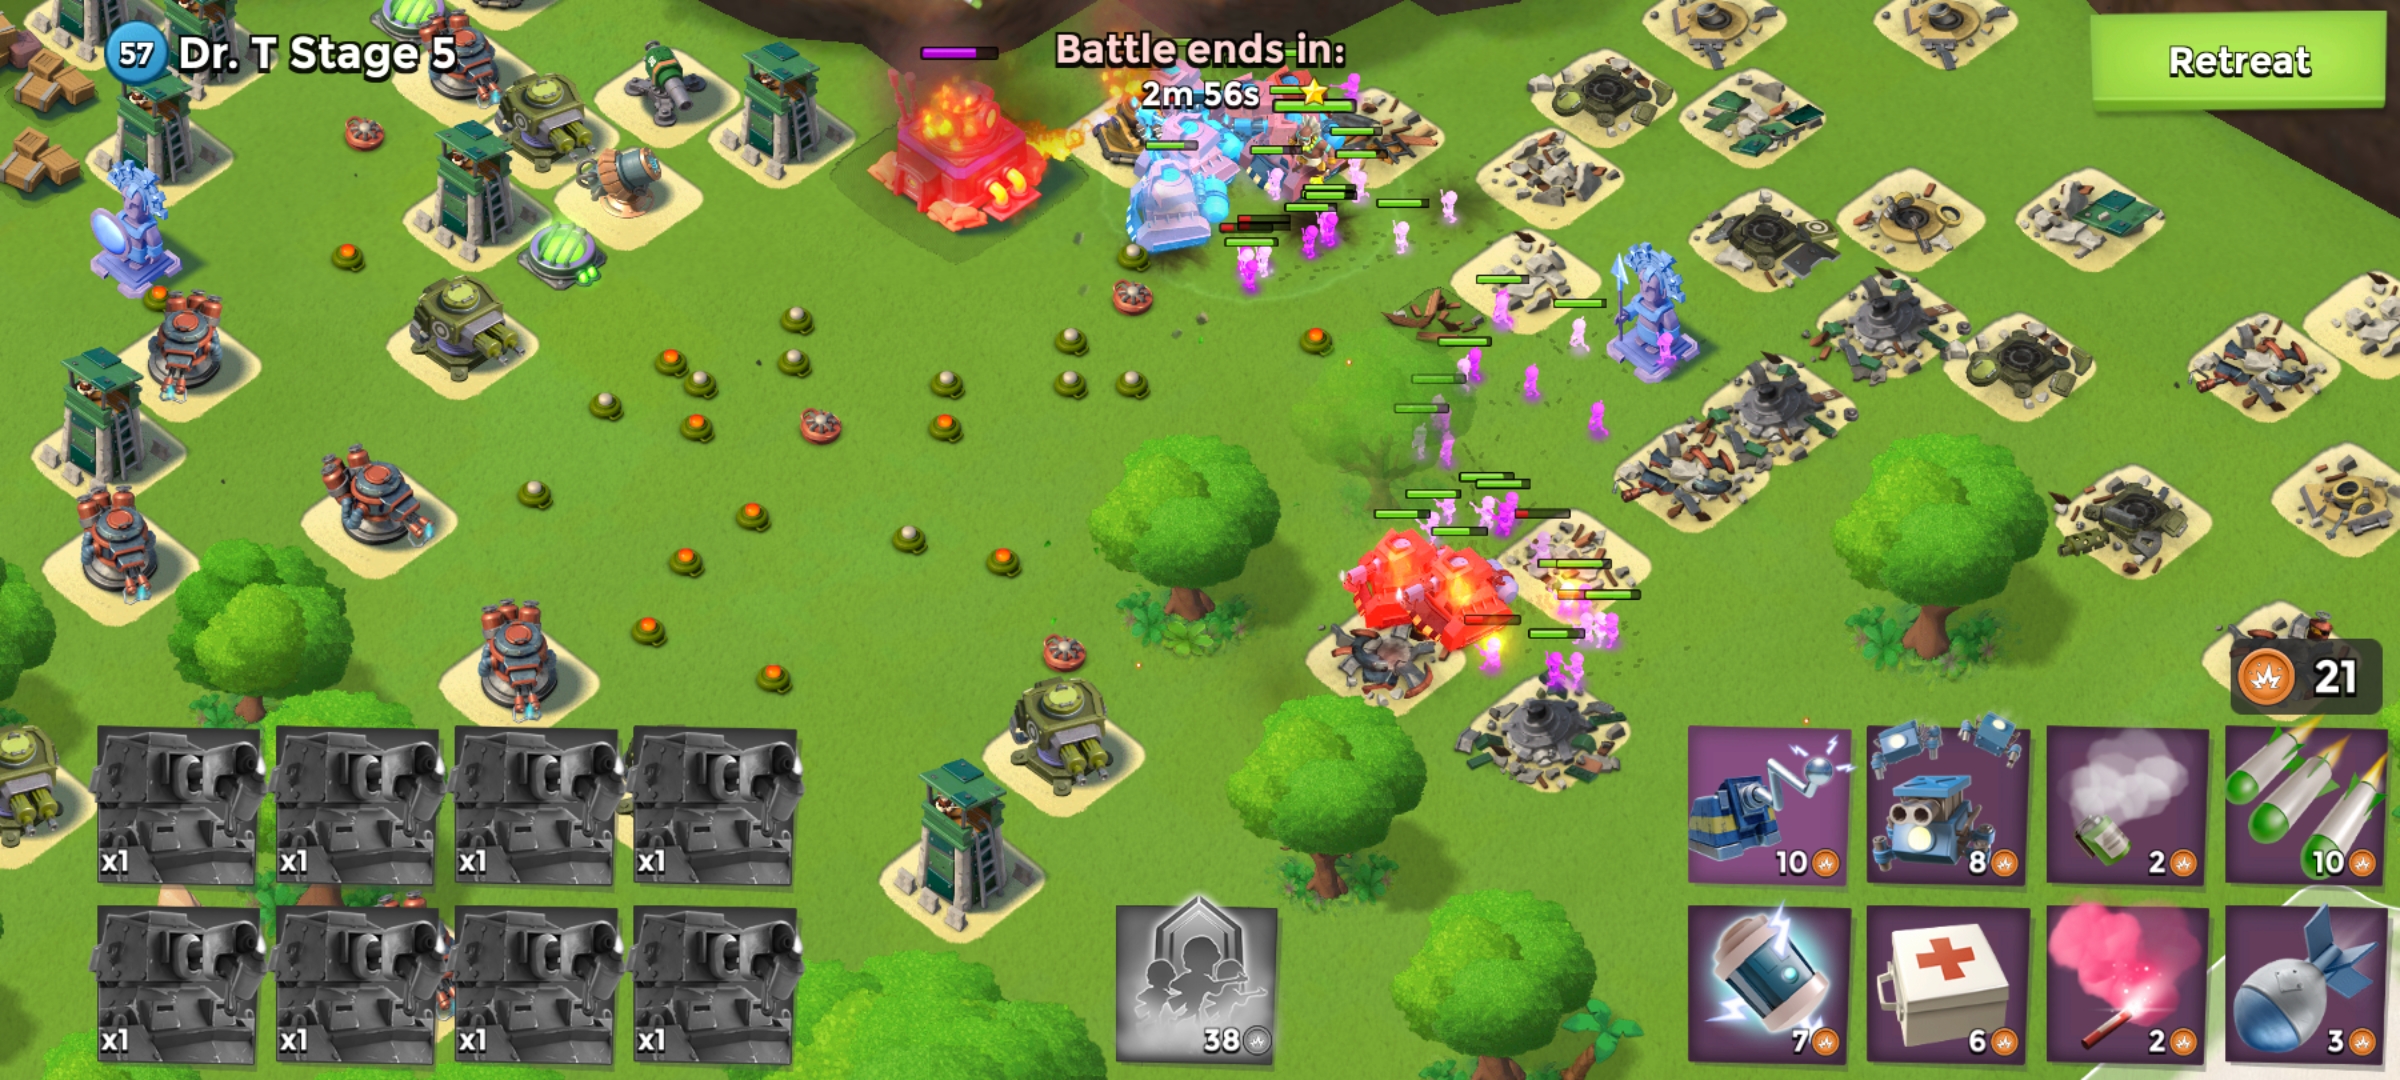 57 Dr. T Stage 5
Battle ends in:
2m 56s
Retreat
21
x1 x1 x1 x1
10 8 2 10
x1 x1 x1 x1
38
7 6 2 3